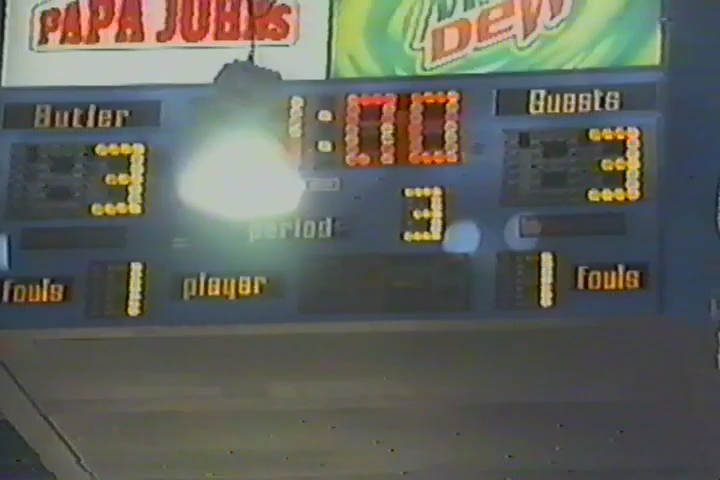 PAPA JOHNS
Dew
Butler
1:00
Guests
3
3
period
3
fouls
1
player
1
fouls